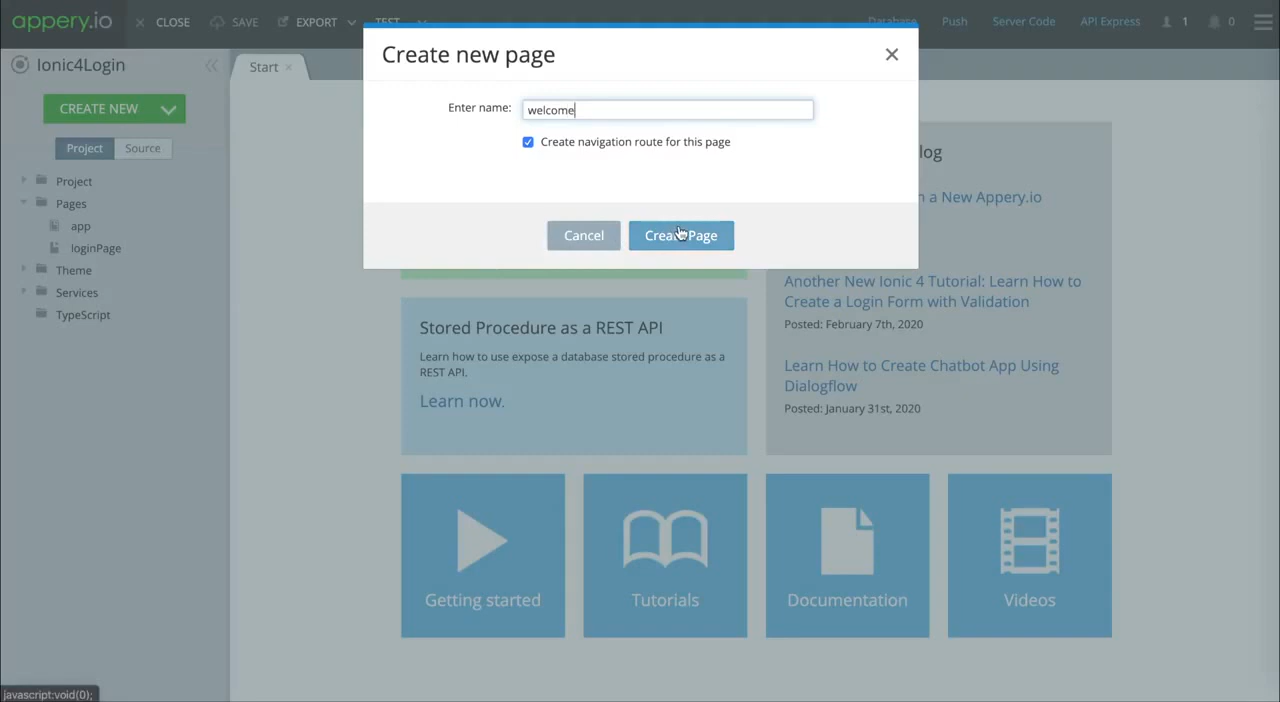 appery.io
CLOSE
SAVE
EXPORT
TEST
Database
Push
Server Code
API Express
1
0
Ionic4Login
Start
CREATE NEW
Project
Source
Project
Pages
app
loginPage
Theme
Services
TypeScript
Create new page
Enter name:
welcome
Create navigation route for this page
Cancel
Create Page
log
n a New Appery.io
Another New Ionic 4 Tutorial: Learn How to
Create a Login Form with Validation
Posted: February 7th, 2020
Learn How to Create Chatbot App Using
Dialogflow
Posted: January 31st, 2020
Stored Procedure as a REST API
Learn how to use expose a database stored procedure as a
REST API.
Learn now.
Getting started
Tutorials
Documentation
Videos
javascript:void(0);